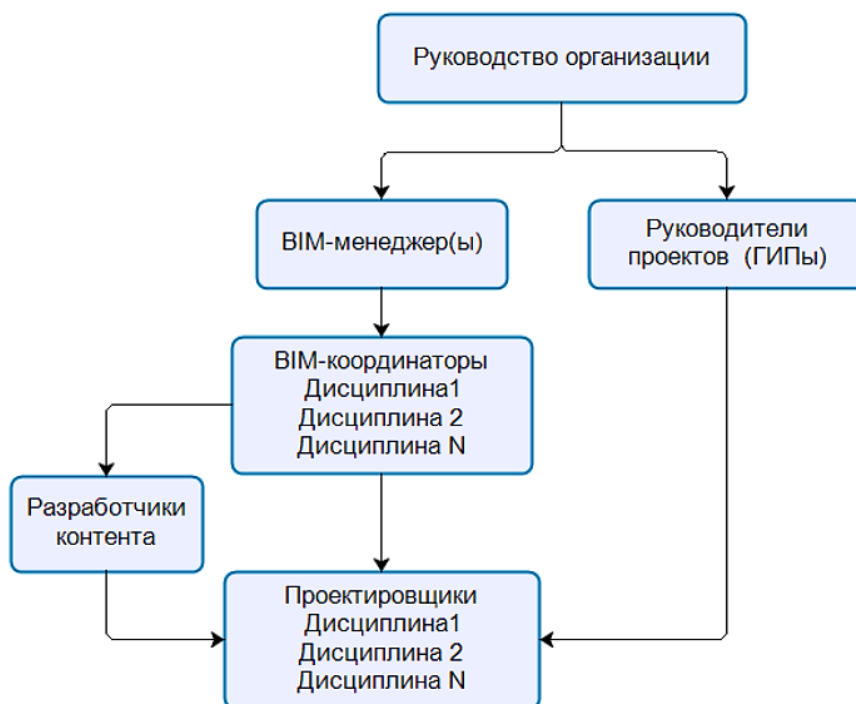 Руководство организации
BIM-менеджер(ы)
Руководители
проектов (ГИПы)
BIM-координаторы
Дисциплина1
Дисциплина 2
Дисциплина N
Разработчики
контента
Проектировщики
Дисциплина1
Дисциплина 2
Дисциплина N